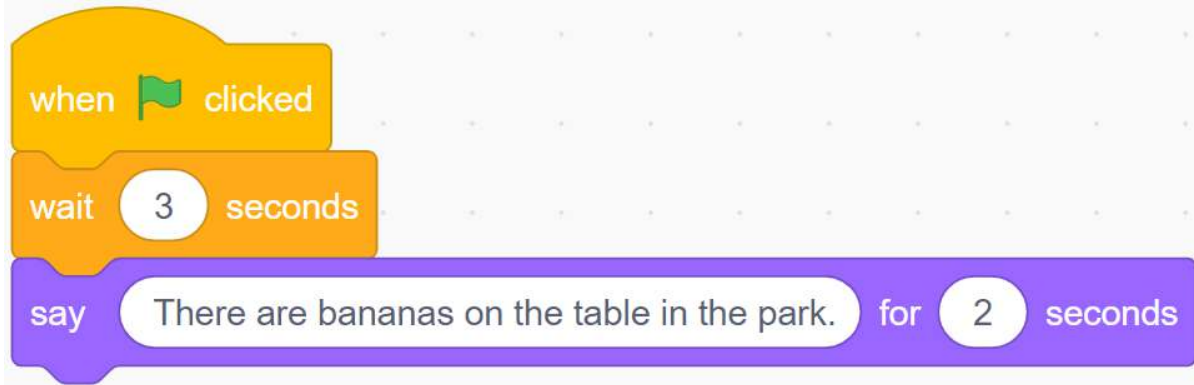 when clicked
wait 3 seconds
say There are bananas on the table in the park. for 2 seconds